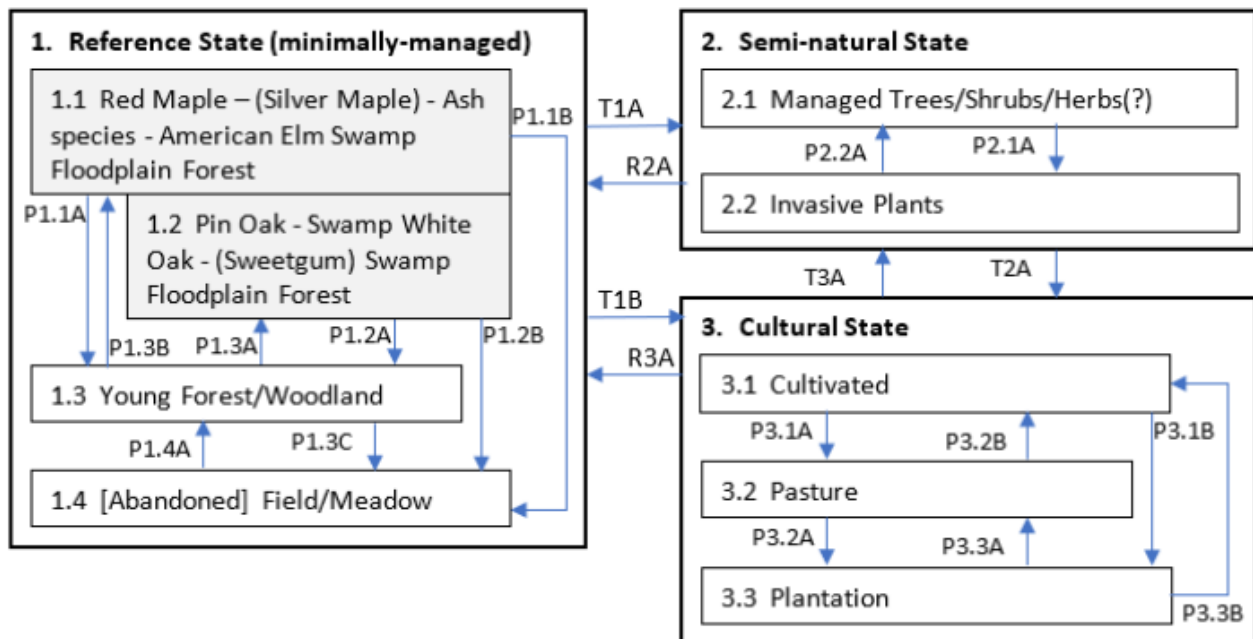 1. Reference State (minimally-managed)
1.1 Red Maple – (Silver Maple) - Ash
species - American Elm Swamp
Floodplain Forest
P1.1B
P1.1A
1.2 Pin Oak - Swamp White
Oak - (Sweetgum) Swamp
Floodplain Forest
P1.3B
P1.3A
P1.2A
P1.2B
1.3 Young Forest/Woodland
P1.4A
P1.3C
1.4 [Abandoned] Field/Meadow
T1A
R2A
T1B
R3A
2. Semi-natural State
2.1 Managed Trees/Shrubs/Herbs(?)
P2.2A
P2.1A
2.2 Invasive Plants
T3A
T2A
3. Cultural State
3.1 Cultivated
P3.1A
P3.2B
P3.1B
3.2 Pasture
P3.2A
P3.3A
3.3 Plantation
P3.3B